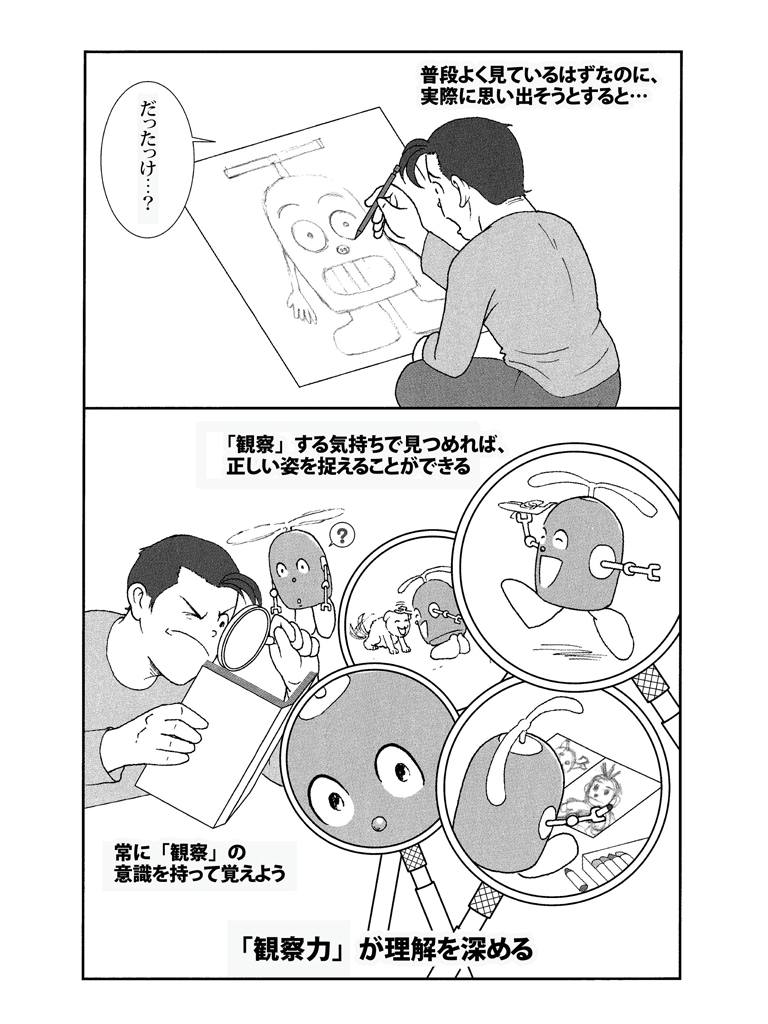 普段よく見ているはずなのに、
実際に思い出そうとすると…
だったっけ…？
「観察」する気持ちで見つめれば、
正しい姿を捉えることができる
？
常に「観察」の
意識を持って覚えよう
「観察力」が理解を深める